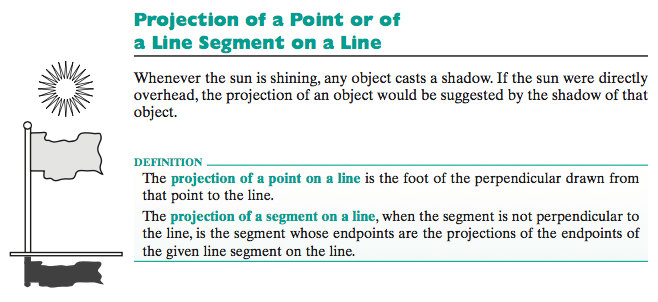 Projection of a Point or of
a Line Segment on a Line
Whenever the sun is shining, any object casts a shadow. If the sun were directly
overhead, the projection of an object would be suggested by the shadow of that
object.
DEFINITION
The projection of a point on a line is the foot of the perpendicular drawn from
that point to the line.
The projection of a segment on a line, when the segment is not perpendicular to
the line, is the segment whose endpoints are the projections of the endpoints of
the given line segment on the line.